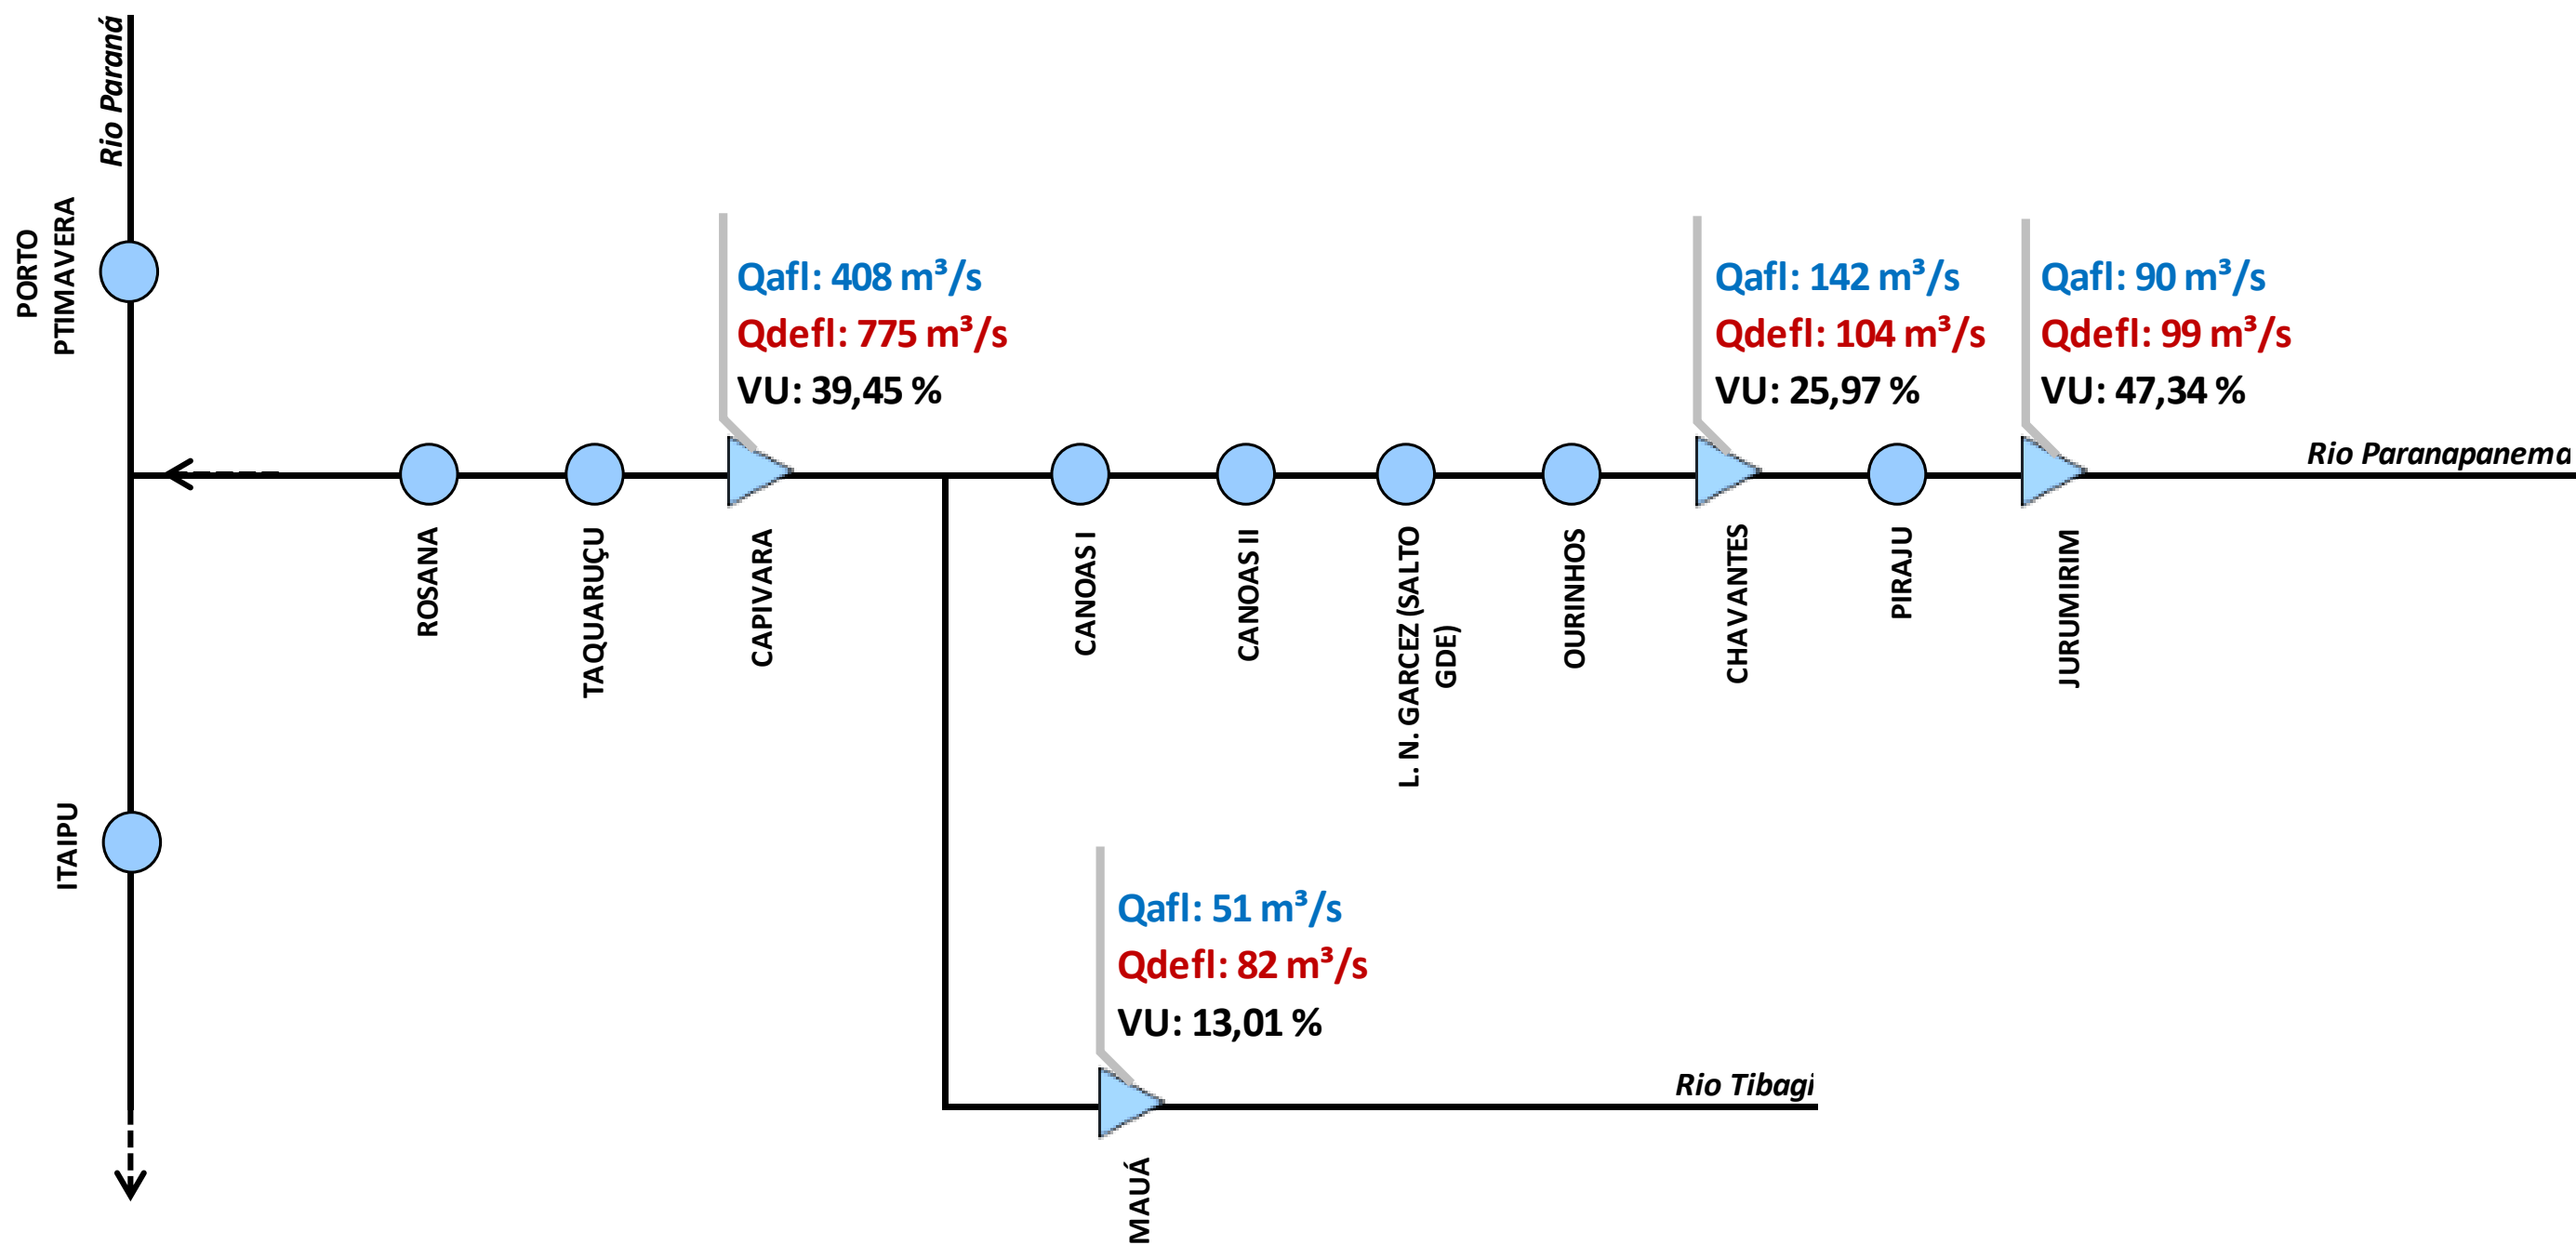 Rio Paraná
PORTO
PTIMAVERA
Qafl: 408 m³/s
Qdefl: 775 m³/s
VU: 39,45 %
Qafl: 142 m³/s
Qdefl: 104 m³/s
VU: 25,97 %
Qafl: 90 m³/s
Qdefl: 99 m³/s
VU: 47,34 %
Rio Paranapanema
ROSANA
TAQUARUÇU
CAPIVARA
CANOAS I
CANOAS II
L. N. GARCEZ (SALTO
GDE)
OURINHOS
CHAVANTES
PIRAJU
JURUMIRIM
ITAIPU
Qafl: 51 m³/s
Qdefl: 82 m³/s
VU: 13,01 %
Rio Tibagi
MAUÁ